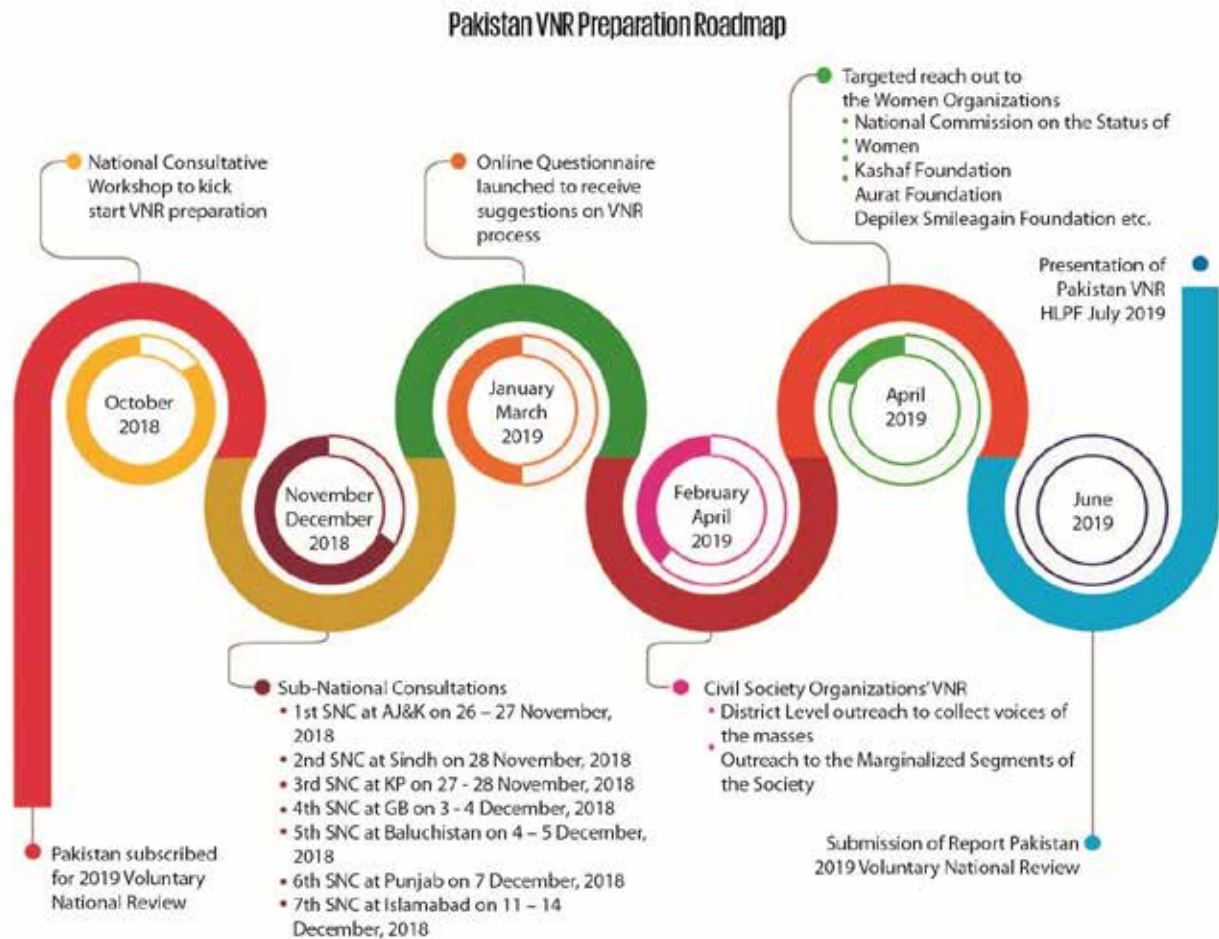 Pakistan VNR Preparation Roadmap
Pakistan subscribed
for 2019 Voluntary
National Review
October
2018
National Consultative
Workshop to kick
start VNR preparation
November
December
2018
Sub-National Consultations
• 1st SNC at AJ&K on 26 – 27 November,
2018
• 2nd SNC at Sindh on 28 November, 2018
• 3rd SNC at KP on 27 - 28 November, 2018
• 4th SNC at GB on 3 - 4 December, 2018
• 5th SNC at Baluchistan on 4 – 5 December,
2018
• 6th SNC at Punjab on 7 December, 2018
• 7th SNC at Islamabad on 11 – 14
December, 2018
January
March
2019
Online Questionnaire
launched to receive
suggestions on VNR
process
February
April
2019
Civil Society Organizations' VNR
• District Level outreach to collect voices of
the masses
• Outreach to the Marginalized Segments of
the Society
April
2019
Targeted reach out to
the Women Organizations
• National Commission on the Status of
• Women
• Kashaf Foundation
Aurat Foundation
Depilex Smileagain Foundation etc.
June
2019
Submission of Report Pakistan
2019 Voluntary National Review
Presentation of
Pakistan VNR
HLPF July 2019